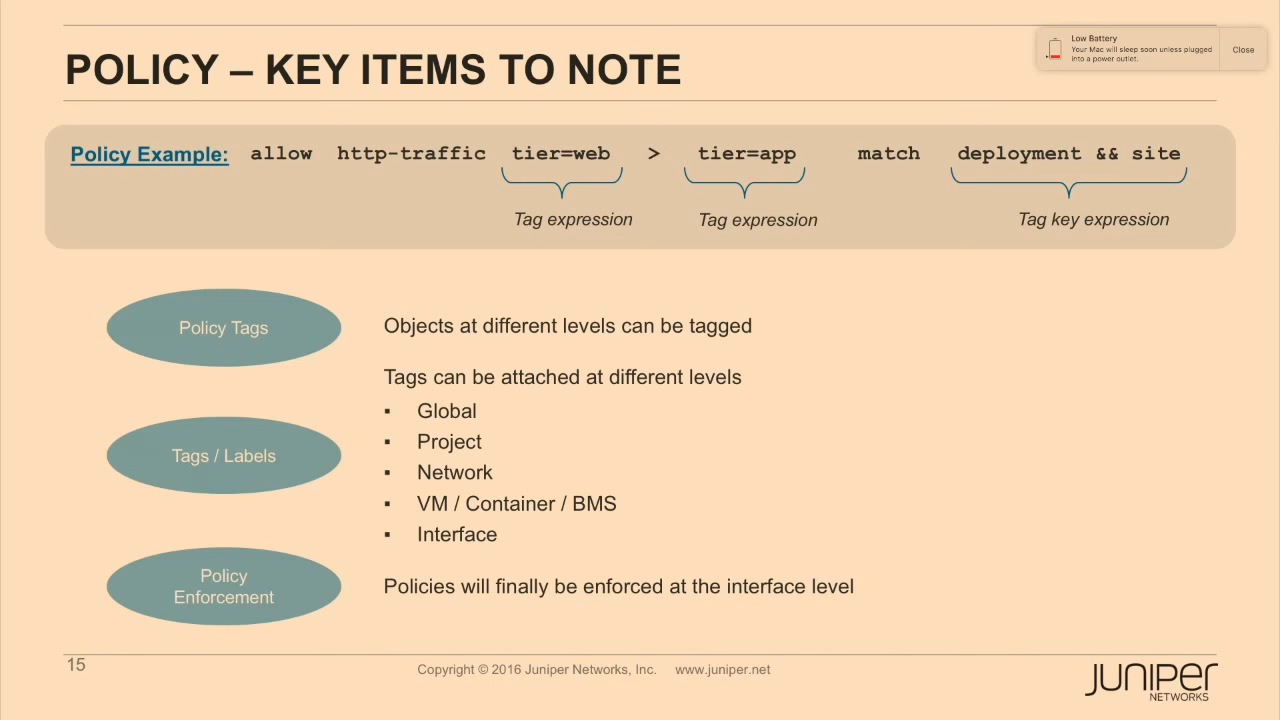 POLICY – KEY ITEMS TO NOTE
Low Battery
Your Mac will sleep soon unless plugged
into a power outlet.
Close
Policy Example: allow http-traffic tier=web > tier=app match deployment && site
Tag expression Tag expression Tag key expression
Policy Tags
Objects at different levels can be tagged
Tags / Labels
Tags can be attached at different levels
▪ Global
▪ Project
▪ Network
▪ VM / Container / BMS
▪ Interface
Policy
Enforcement
Policies will finally be enforced at the interface level
15
Copyright © 2016 Juniper Networks, Inc. www.juniper.net
JUNIPER
NETWORKS